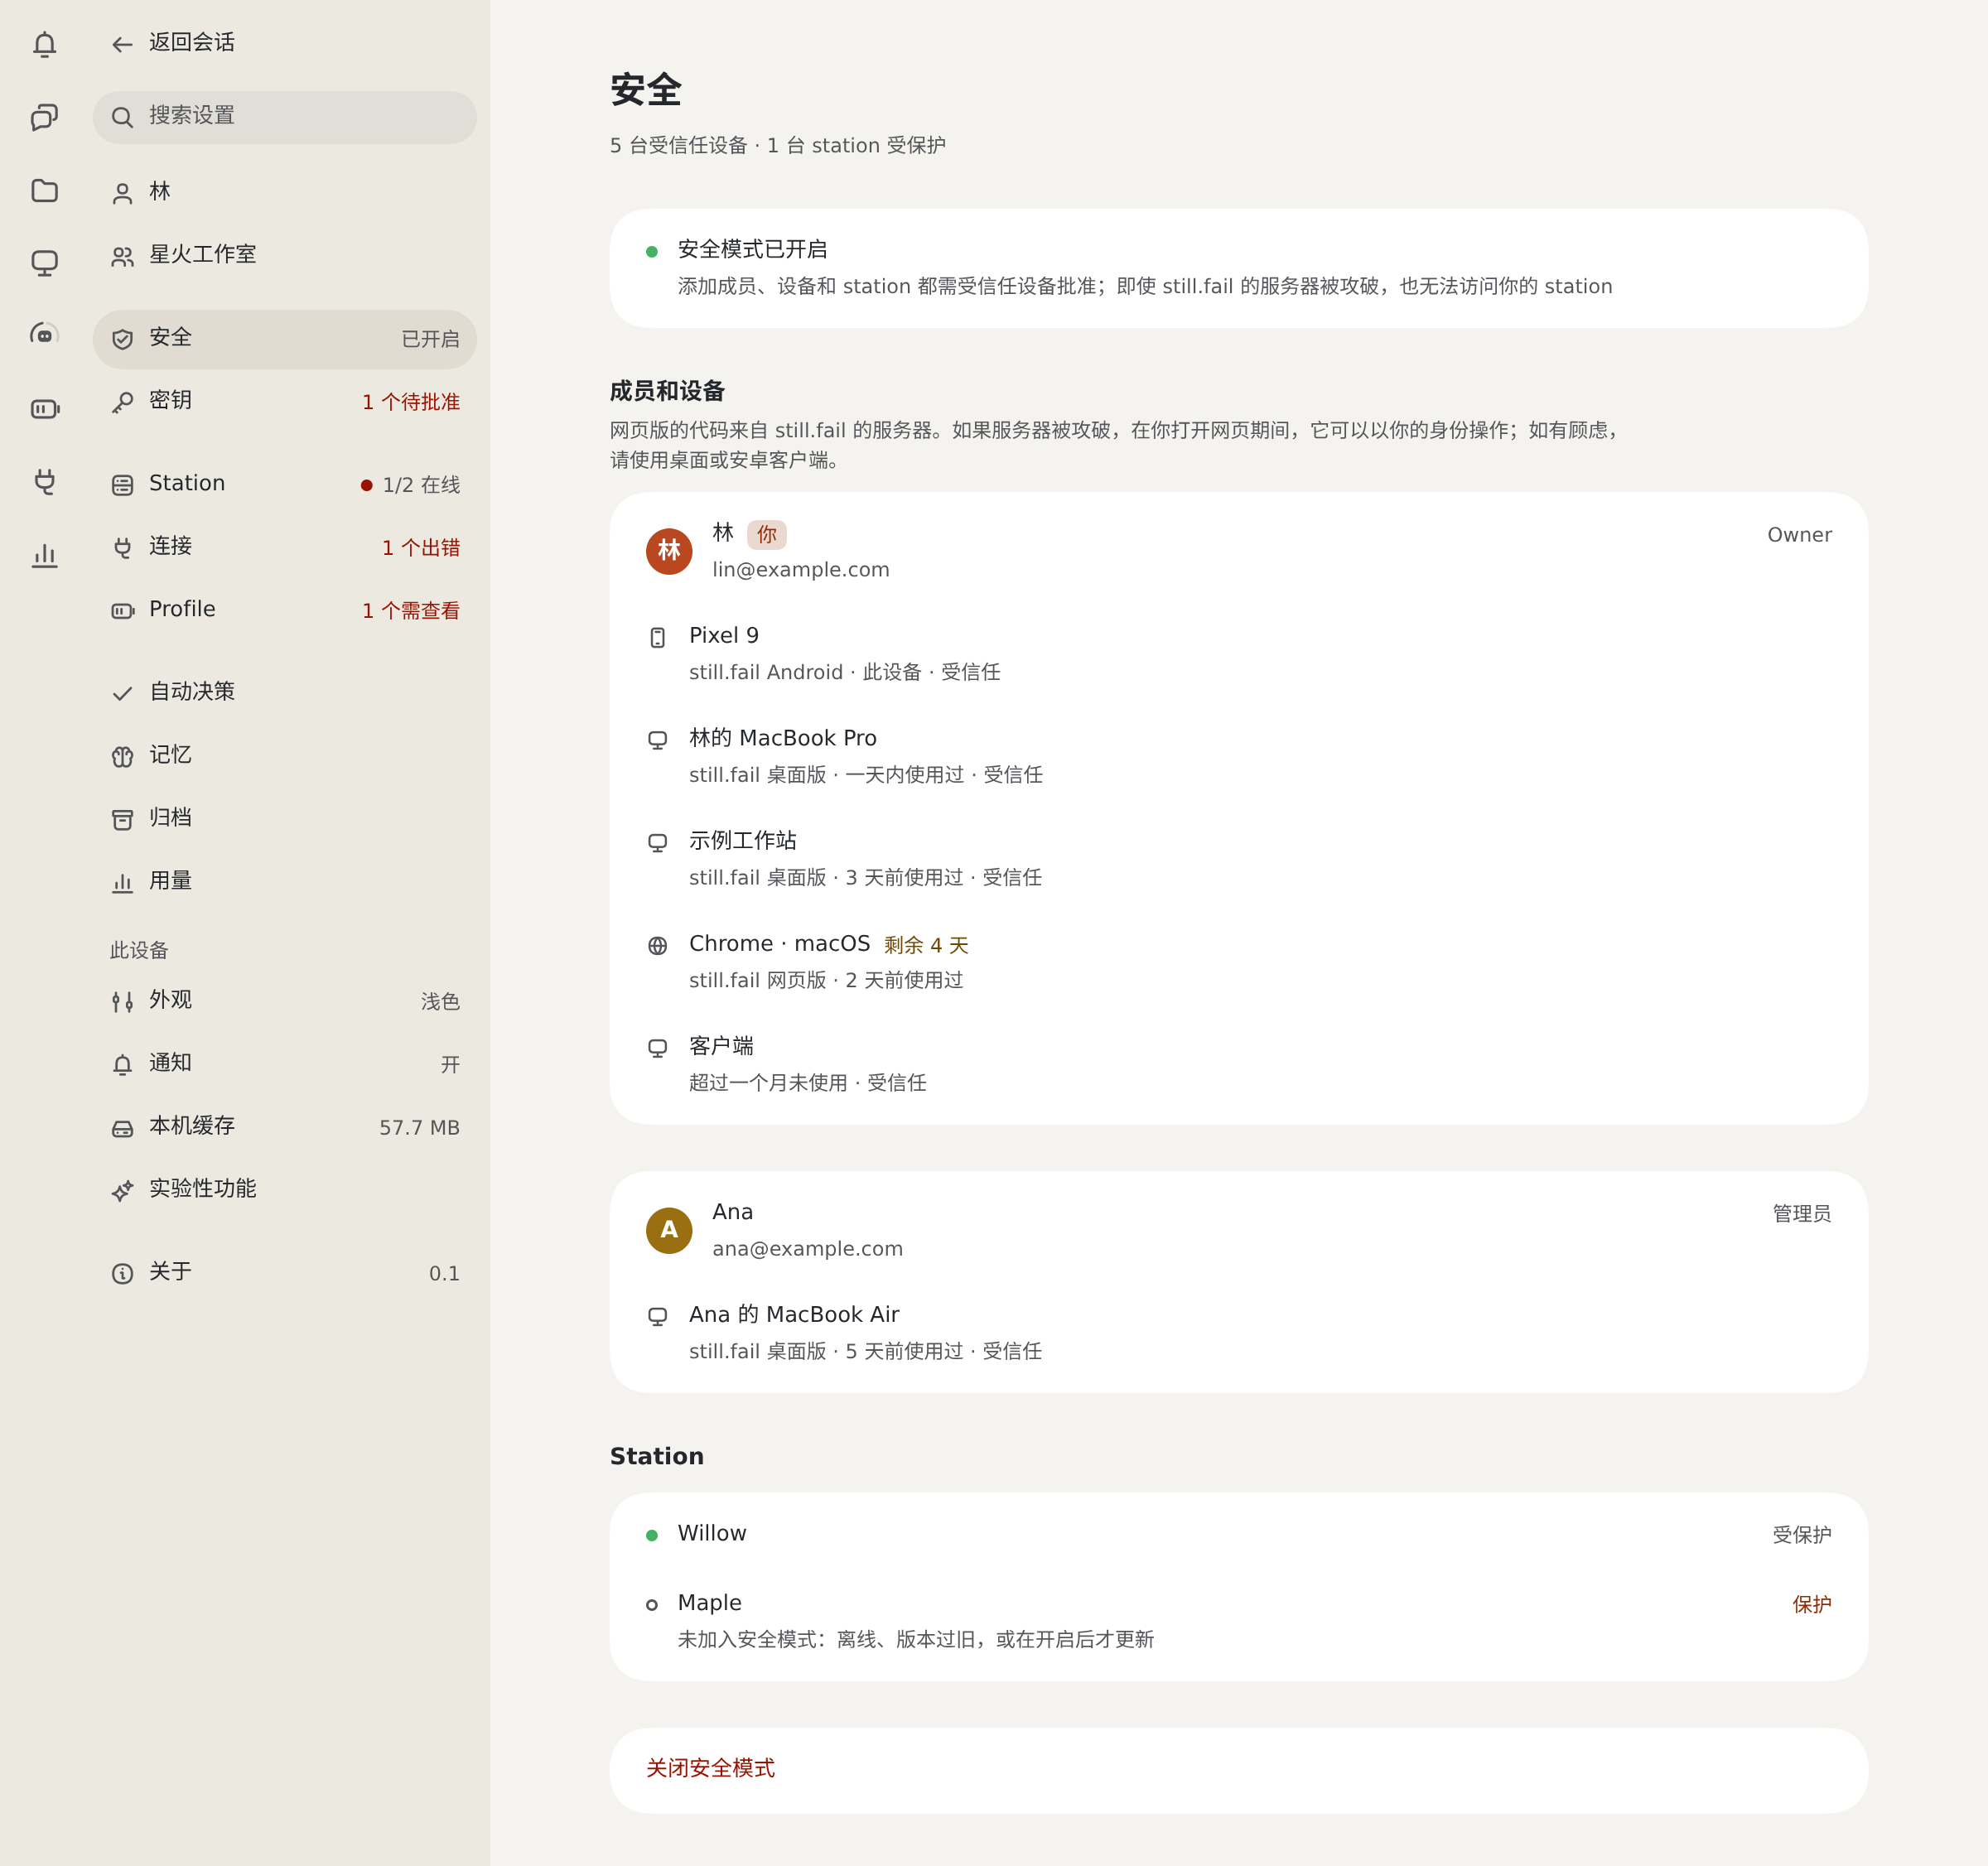 返回会话
搜索设置
林
星火工作室
安全 已开启
密钥 1 个待批准
Station 1/2 在线
连接 1 个出错
Profile 1 个需查看
自动决策
记忆
归档
用量
此设备
外观 浅色
通知 开
本机缓存 57.7 MB
实验性功能
关于 0.1
安全
5 台受信任设备 · 1 台 station 受保护
安全模式已开启
添加成员、设备和 station 都需受信任设备批准；即使 still.fail 的服务器被攻破，也无法访问你的 station
成员和设备
网页版的代码来自 still.fail 的服务器。如果服务器被攻破，在你打开网页期间，它可以以你的身份操作；如有顾虑，
请使用桌面或安卓客户端。
林 林 你 Owner
lin@example.com
Pixel 9
still.fail Android · 此设备 · 受信任
林的 MacBook Pro
still.fail 桌面版 · 一天内使用过 · 受信任
示例工作站
still.fail 桌面版 · 3 天前使用过 · 受信任
Chrome · macOS 剩余 4 天
still.fail 网页版 · 2 天前使用过
客户端
超过一个月未使用 · 受信任
A Ana 管理员
ana@example.com
Ana 的 MacBook Air
still.fail 桌面版 · 5 天前使用过 · 受信任
Station
Willow 受保护
Maple 保护
未加入安全模式：离线、版本过旧，或在开启后才更新
关闭安全模式